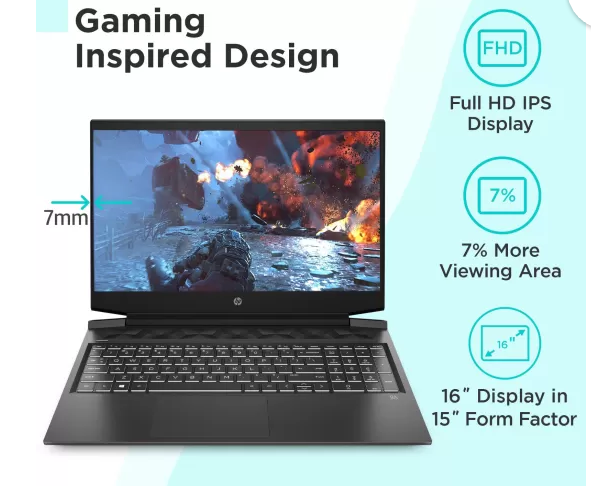 Gaming
Inspired Design
7mm
hp
FHD
Full HD IPS
Display
7%
7% More
Viewing Area
16"
16" Display in
15" Form Factor